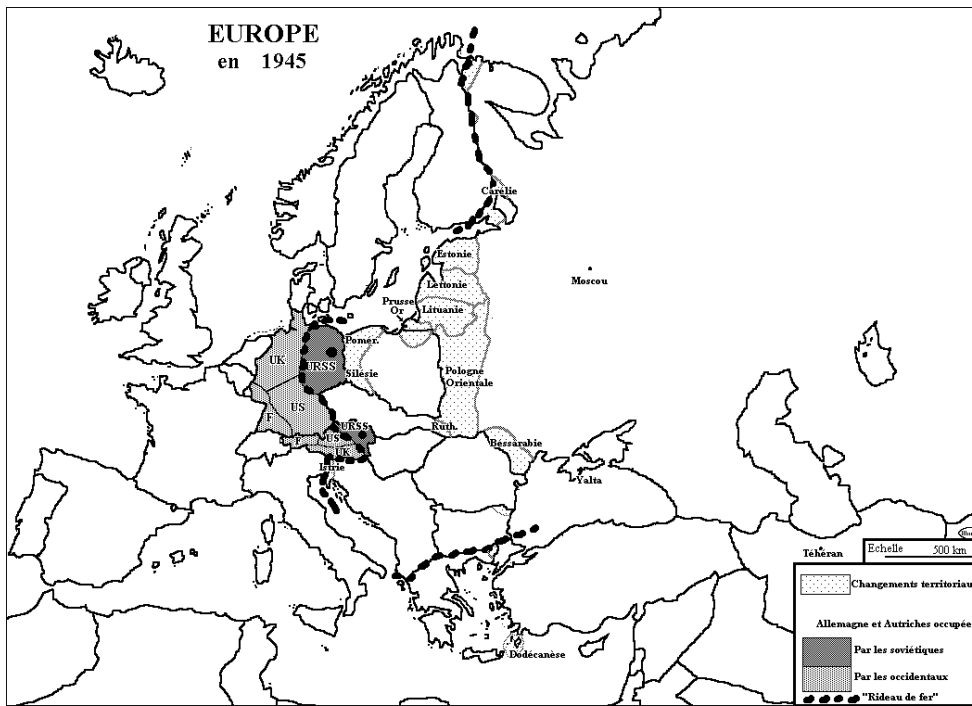 EUROPE
en 1945
Carélie
Estonie
Moscou
Lettonie
Prusse
Or
Lituanie
Pomer.
UK
URSS
Silésie
Pologne
Orientale
US
F
URSS
Ruth.
F
US
UK
Bessarabie
Istrie
Yalta
Téhéran
Echelle 500 km
Changements territoriau
Allemagne et Autriches occupée
Par les soviétiques
Par les occidentaux
"Rideau de fer"
Dodécanèse